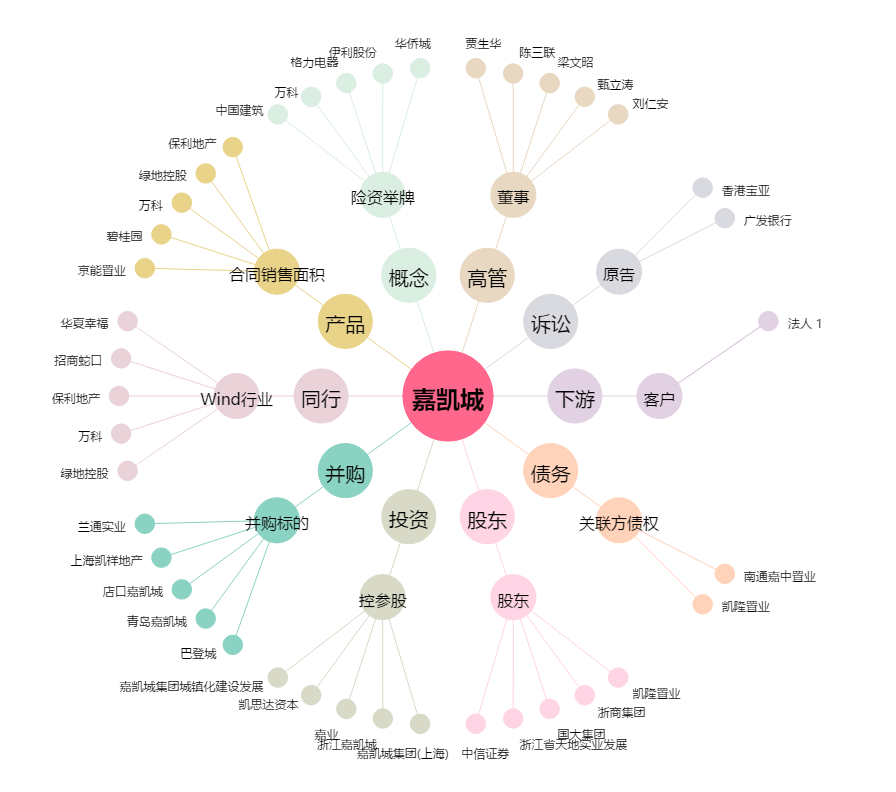 华侨城
贾生华
伊利股份
陈三联
格力电器
梁文昭
万科
甄立涛
中国建筑
刘仁安
保利地产
绿地控股
险资举牌
董事
香港宝亚
万科
广发银行
碧桂园
京能置业
合同销售面积
概念
高管
原告
华夏幸福
产品
诉讼
法人 1
招商蛇口
保利地产
Wind行业
同行
嘉凯城
下游
客户
万科
绿地控股
并购
债务
兰通实业
并购标的
投资
股东
关联方债权
上海凯祥地产
南通嘉中置业
店口嘉凯城
控参股
股东
凯隆置业
青岛嘉凯城
巴登城
嘉凯城集团城镇化建设发展
凯隆置业
凯思达资本
浙商集团
嘉业
国大集团
浙江嘉凯城
浙江省天地实业发展
嘉凯城集团(上海)
中信证券